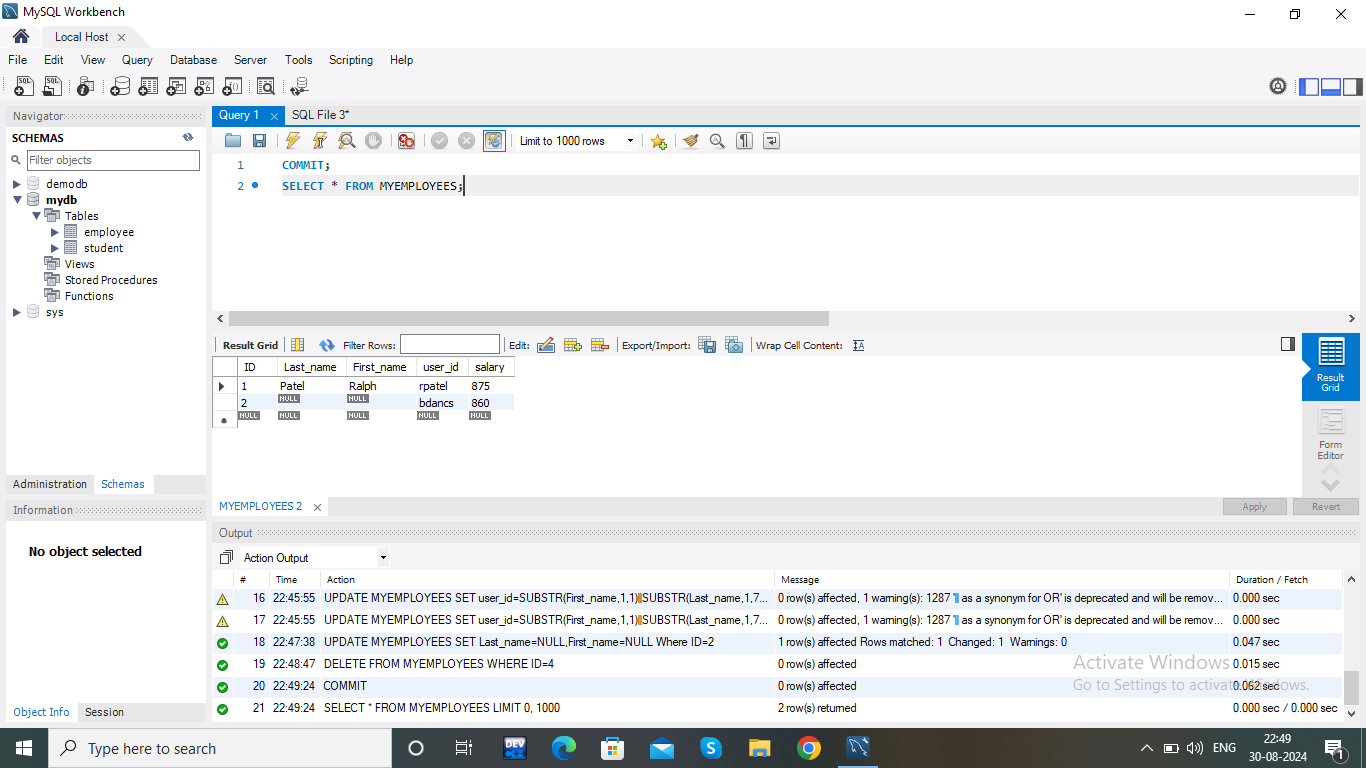 MySQL Workbench
Local Host
File Edit View Query Database Server Tools Scripting Help
Navigator
SCHEMAS
Filter objects
demodb
mydb
Tables
employee
student
Views
Stored Procedures
Functions
sys
Administration Schemas
Information
No object selected
Object Info Session
Query 1 SQL File 3*
Limit to 1000 rows
1 COMMIT;
2 SELECT * FROM MYEMPLOYEES;
Result Grid Filter Rows: Edit: Export/Import: Wrap Cell Content:
ID Last_name First_name user_id salary
1 Patel Ralph rpatel 875
2 NULL NULL bdancs 860
NULL NULL NULL NULL NULL
Result
Grid
Form
Editor
MYEMPLOYEES 2
Apply Revert
Output
Action Output
# Time Action Message Duration / Fetch
16 22:45:55 UPDATE MYEMPLOYEES SET user_id=SUBSTR(First_name,1,1)||SUBSTR(Last_name,1,7... 0 row(s) affected, 1 warning(s): 1287 '|| as a synonym for OR' is deprecated and will be remov... 0.000 sec
17 22:45:55 UPDATE MYEMPLOYEES SET user_id=SUBSTR(First_name,1,1)||SUBSTR(Last_name,1,7... 0 row(s) affected, 1 warning(s): 1287 '|| as a synonym for OR' is deprecated and will be remov... 0.000 sec
18 22:47:38 UPDATE MYEMPLOYEES SET Last_name=NULL,First_name=NULL Where ID=2 1 row(s) affected Rows matched: 1 Changed: 1 Warnings: 0 0.047 sec
19 22:48:47 DELETE FROM MYEMPLOYEES WHERE ID=4 0 row(s) affected 0.015 sec
20 22:49:24 COMMIT 0 row(s) affected 0.062 sec
21 22:49:24 SELECT * FROM MYEMPLOYEES LIMIT 0, 1000 2 row(s) returned 0.000 sec / 0.000 sec
Activate Windows
Go to Settings to activate Windows.
Type here to search
DEV
ENG
22:49
30-08-2024
1